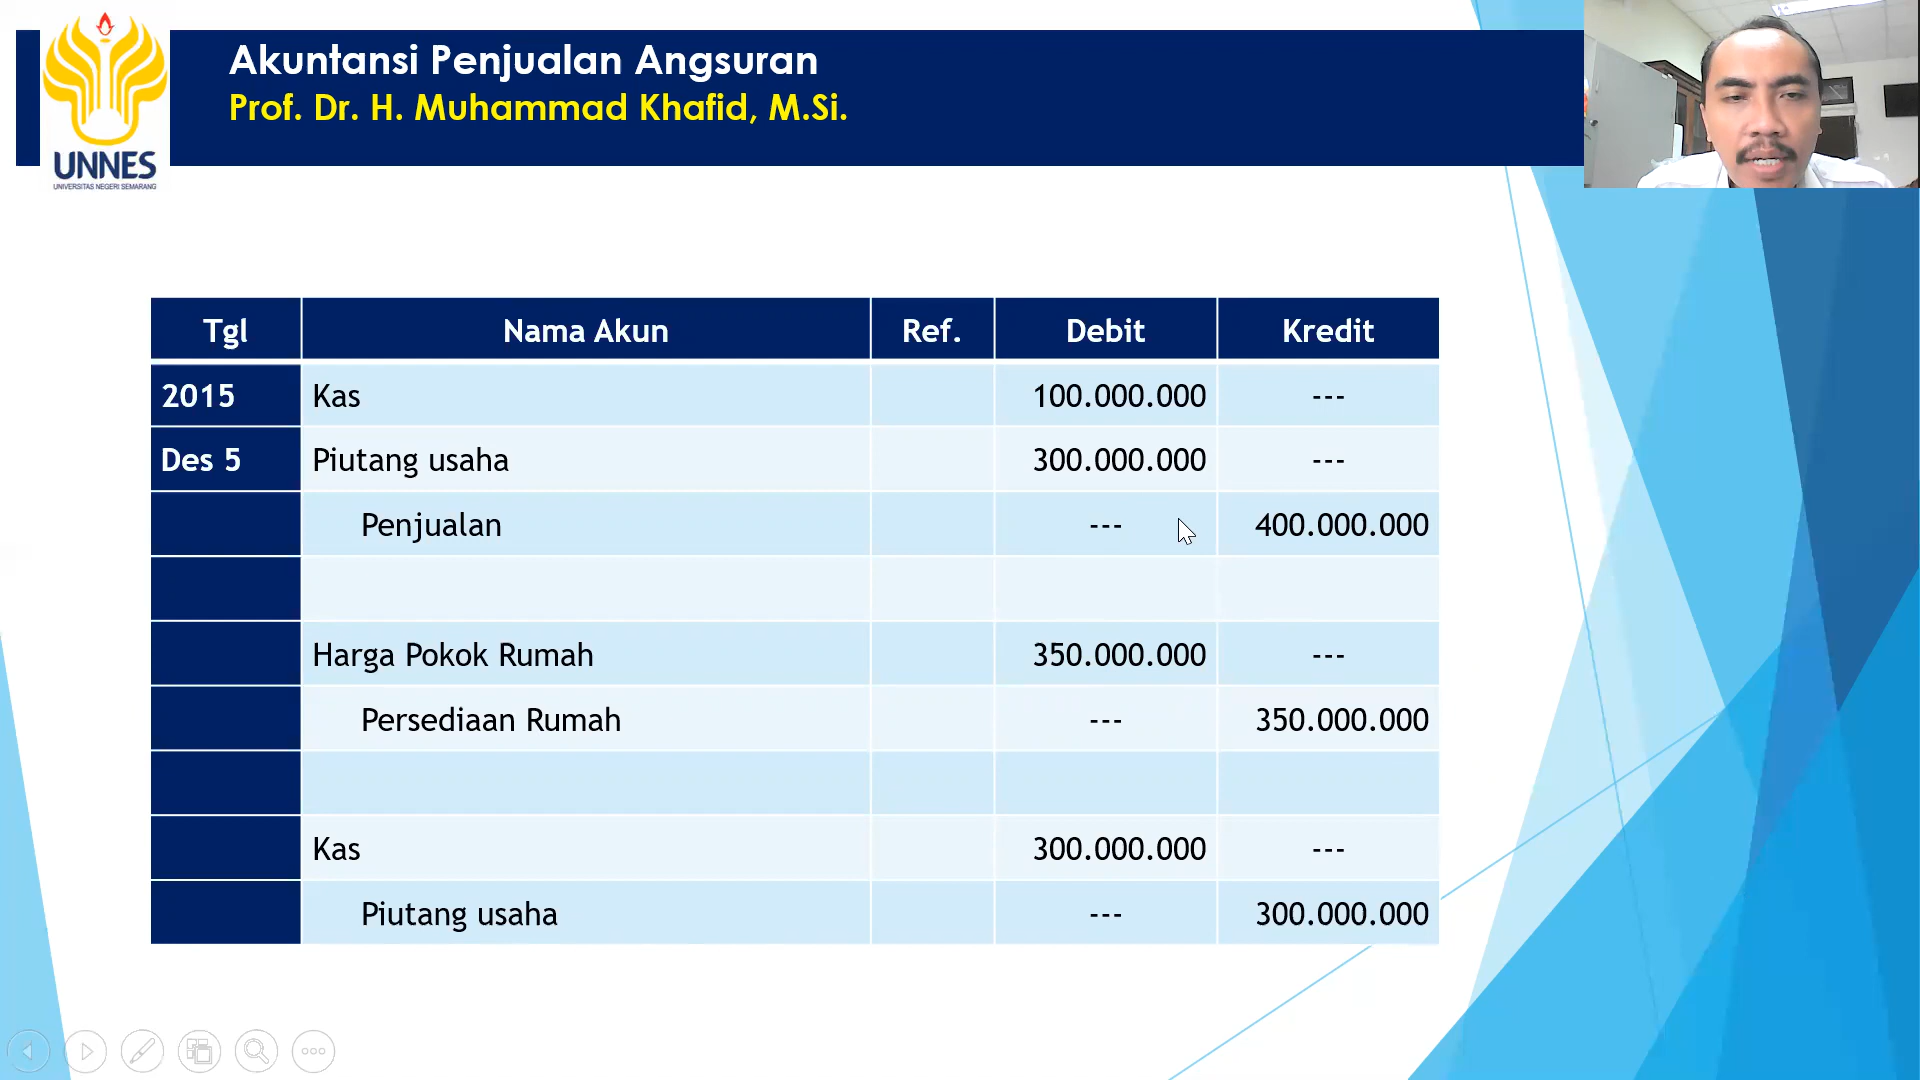 Akuntansi Penjualan Angsuran
Prof. Dr. H. Muhammad Khafid, M.Si.
UNNES
UNIVERSITAS NEGERI SEMARANG
Tgl Nama Akun Ref. Debit Kredit
2015 Kas 100.000.000 ---
Des 5 Piutang usaha 300.000.000 ---
Penjualan --- 400.000.000
Harga Pokok Rumah 350.000.000 ---
Persediaan Rumah --- 350.000.000
Kas 300.000.000 ---
Piutang usaha --- 300.000.000